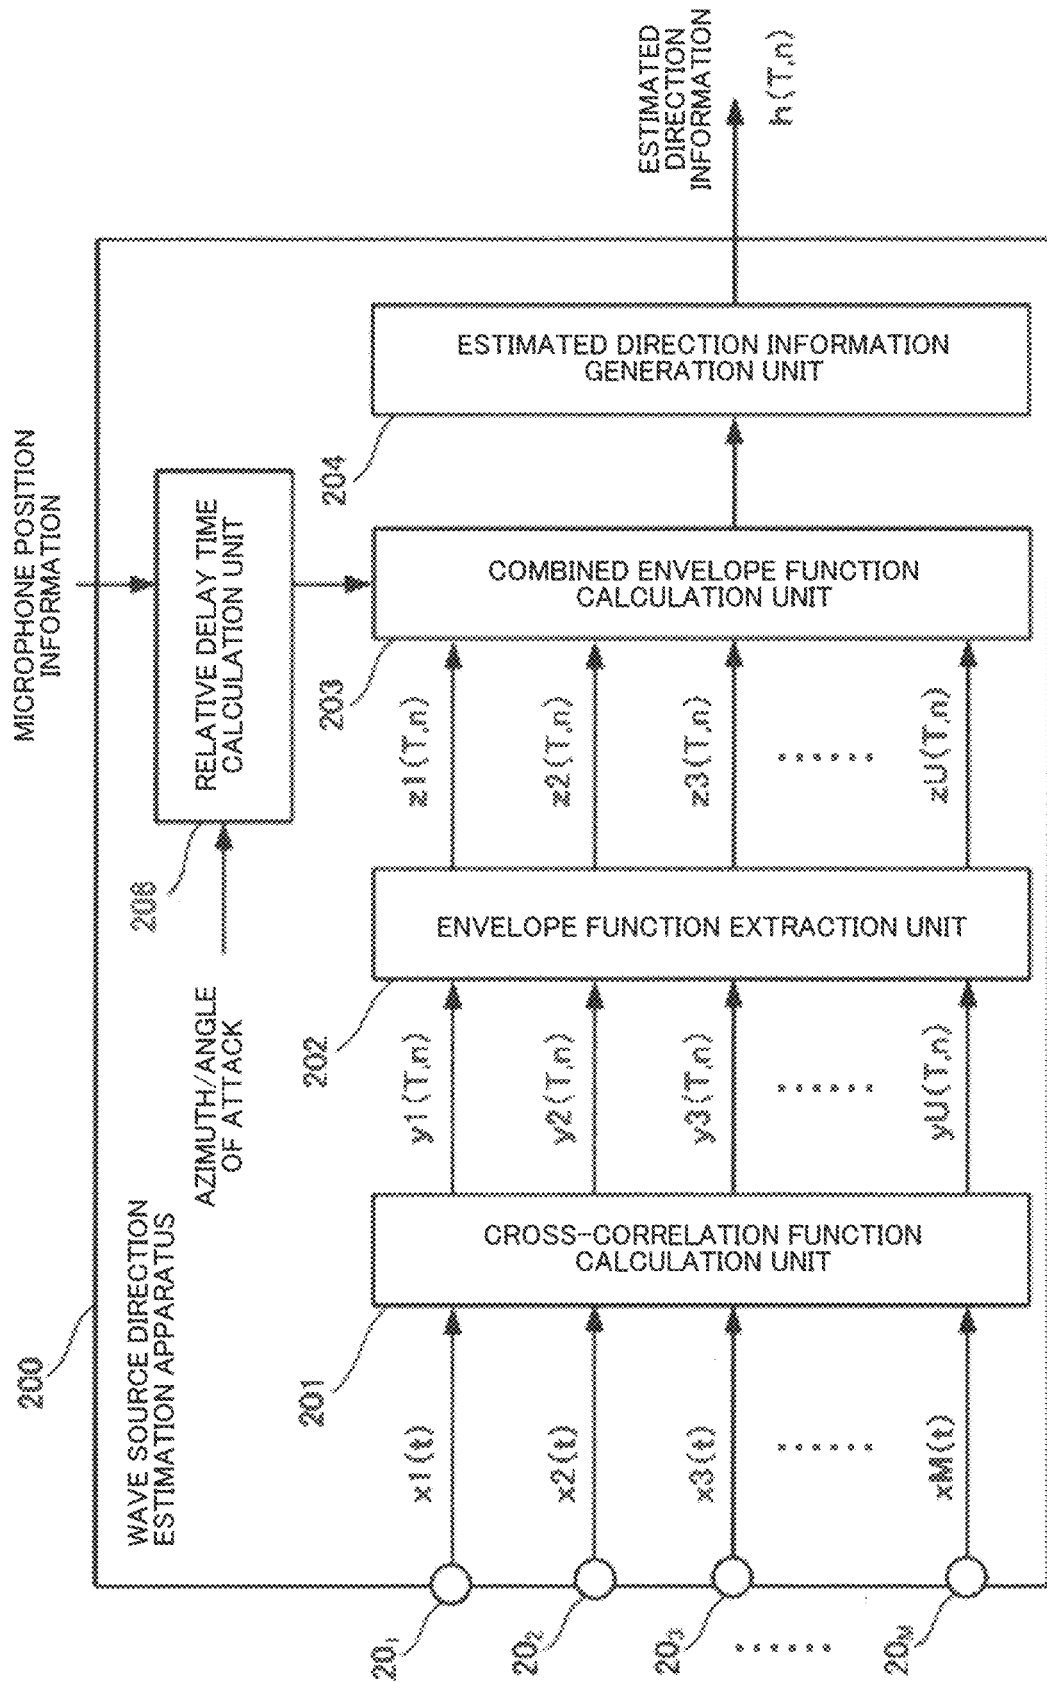 200
WAVE SOURCE DIRECTION
ESTIMATION APPARATUS
MICROPHONE POSITION
INFORMATION
AZIMUTH/ANGLE
OF ATTACK
206
RELATIVE DELAY TIME
CALCULATION UNIT
20₁
20₂
20₃
......
20M
x1(t)
x2(t)
x3(t)
......
xM(t)
201
CROSS-CORRELATION FUNCTION
CALCULATION UNIT
y1(T,n)
y2(T,n)
y3(T,n)
......
yU(T,n)
202
ENVELOPE FUNCTION EXTRACTION UNIT
z1(T,n)
z2(T,n)
z3(T,n)
......
zU(T,n)
203
COMBINED ENVELOPE FUNCTION
CALCULATION UNIT
204
ESTIMATED DIRECTION INFORMATION
GENERATION UNIT
ESTIMATED
DIRECTION
INFORMATION
h(T,n)